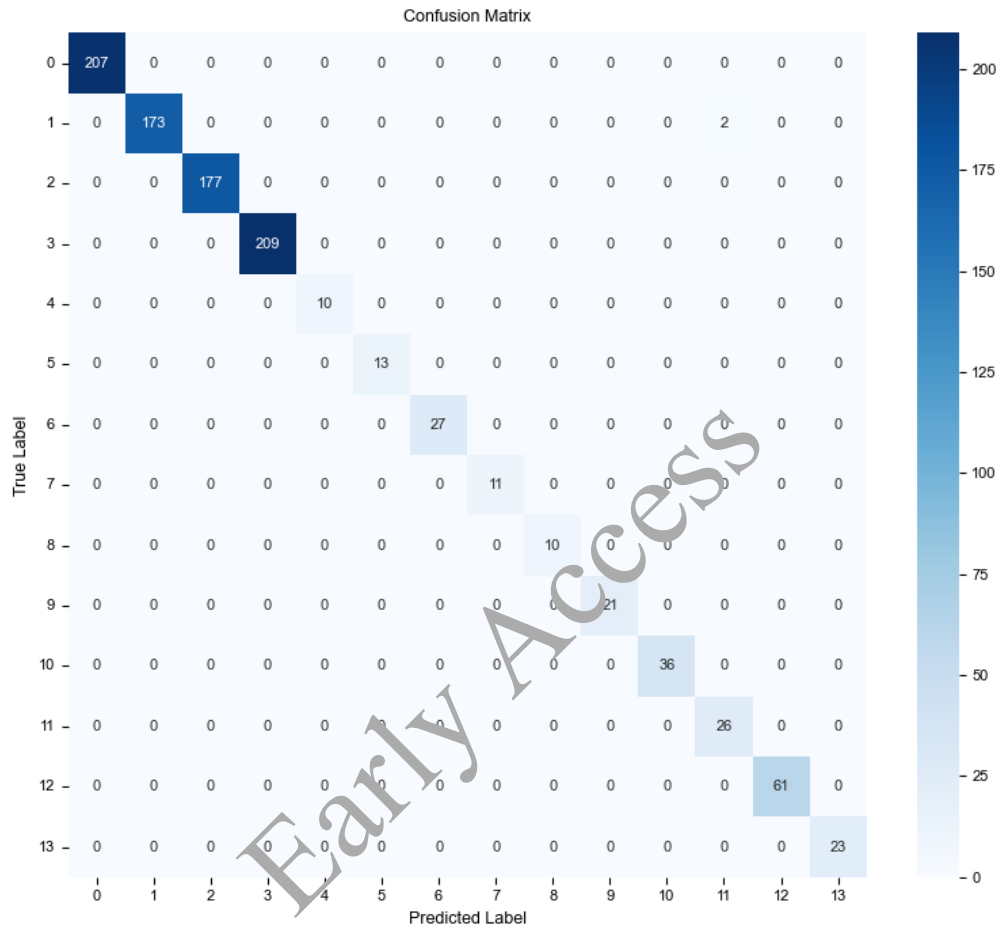 Confusion Matrix
0 207 0 0 0 0 0 0 0 0 0 0 0 0 0 200
1 0 173 0 0 0 0 0 0 0 0 0 2 0 0
2 0 0 177 0 0 0 0 0 0 0 0 0 0 0 175
3 0 0 0 209 0 0 0 0 0 0 0 0 0 0
4 0 0 0 0 10 0 0 0 0 0 0 0 0 0 150
5 0 0 0 0 0 13 0 0 0 0 0 0 0 0 125
6 0 0 0 0 0 0 27 0 0 0 0 0 0 0
True Label
7 0 0 0 0 0 0 0 11 0 0 0 0 0 0 100
8 0 0 0 0 0 0 0 0 10 0 0 0 0 0
9 0 0 0 0 0 0 0 0 0 21 0 0 0 0 75
10 0 0 0 0 0 0 0 0 0 0 36 0 0 0 50
11 0 0 0 0 0 0 0 0 0 0 0 26 0 0
12 0 0 0 0 0 0 0 0 0 0 0 0 61 0 25
13 0 0 0 0 0 0 0 0 0 0 0 0 0 23
0
0 1 2 3 4 5 6 7 8 9 10 11 12 13
Predicted Label
Early Access